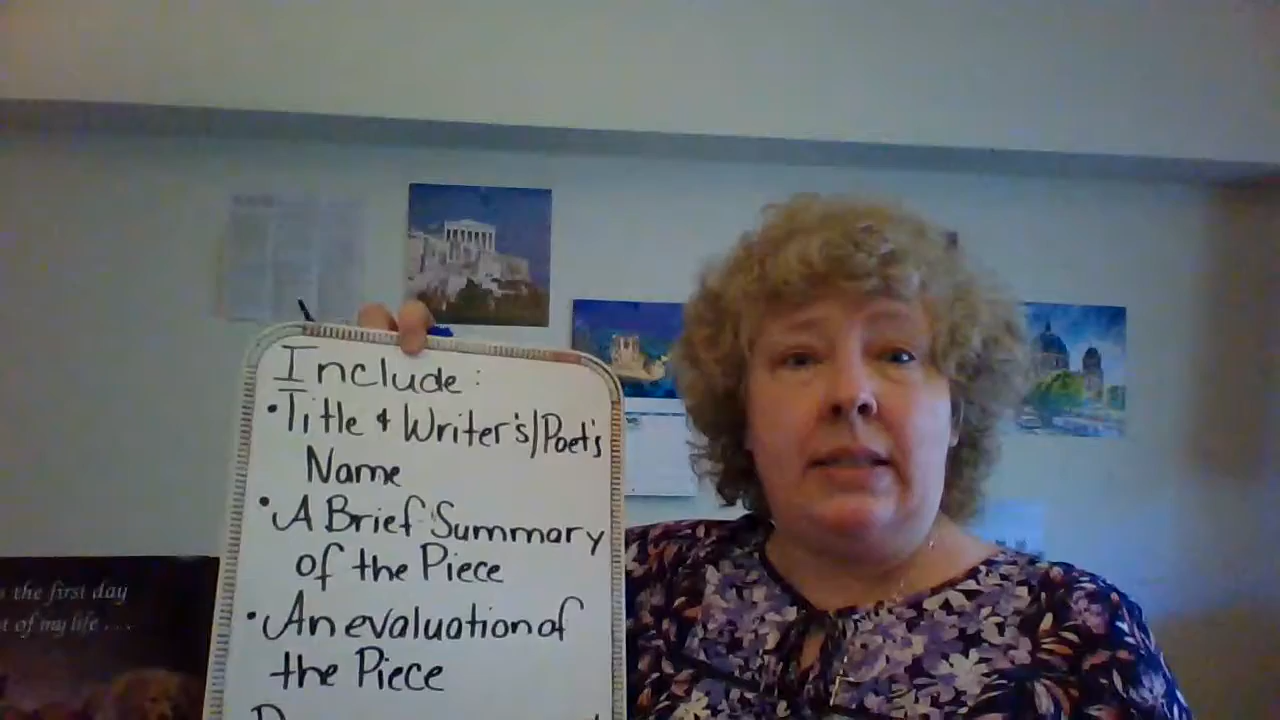 Include:
• Title & Writer's/Poet's
Name
• A Brief Summary
of the Piece
• An evaluation of
the Piece
the first day
of my life . . .